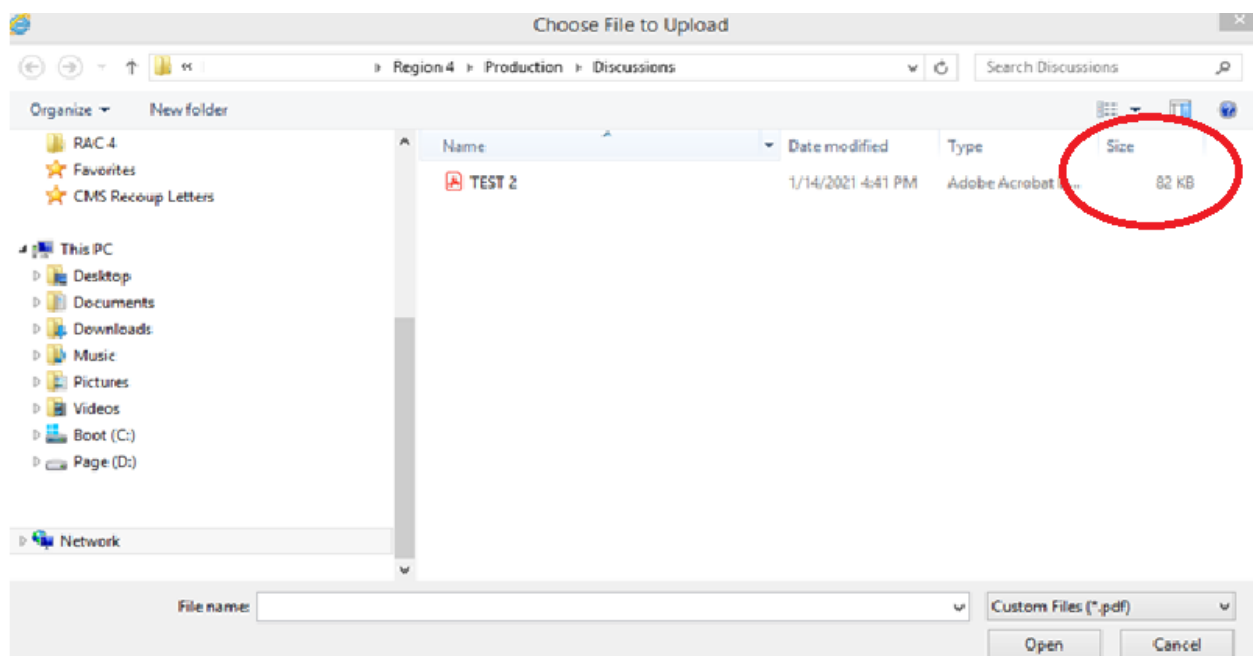 Choose File to Upload
« Region 4 Production Discussions Search Discussions
Organize New folder
RAC-4
Favorites
CMS Recoup Letters
This PC
Desktop
Documents
Downloads
Music
Pictures
Videos
Boot (C:)
Page (D:)
Network
Name Date modified Type Size
TEST 2 1/14/2021 4:41 PM Adobe Acrobat 82 KB
File name: Custom Files (*.pdf)
Open Cancel